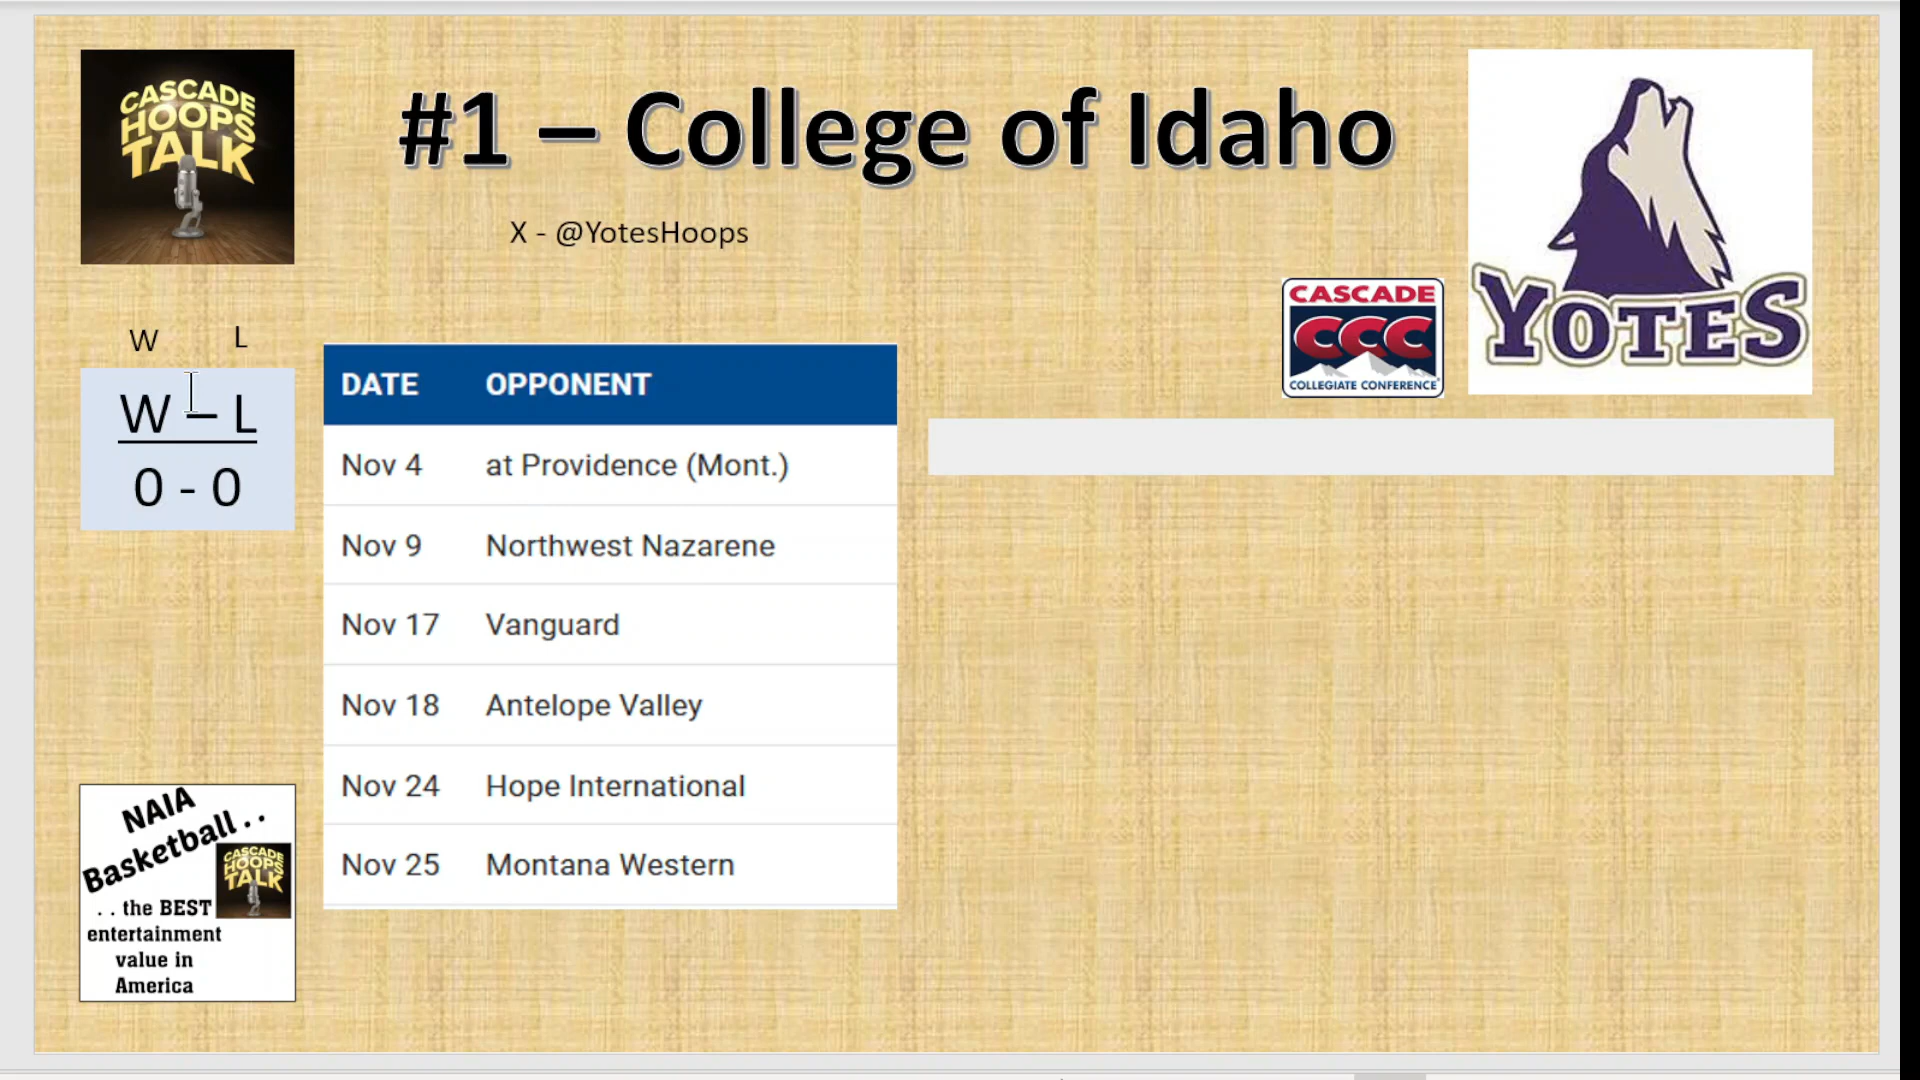 CASCADE
HOOPS
TALK
#1 – College of Idaho
X - @YotesHoops
YOTES
CASCADE
CCC
COLLEGIATE CONFERENCE
W L
W – L
0 - 0
DATE OPPONENT
Nov 4 at Providence (Mont.)
Nov 9 Northwest Nazarene
Nov 17 Vanguard
Nov 18 Antelope Valley
Nov 24 Hope International
Nov 25 Montana Western
NAIA
Basketball . .
CASCADE
HOOPS
TALK
. . the BEST
entertainment
value in
America